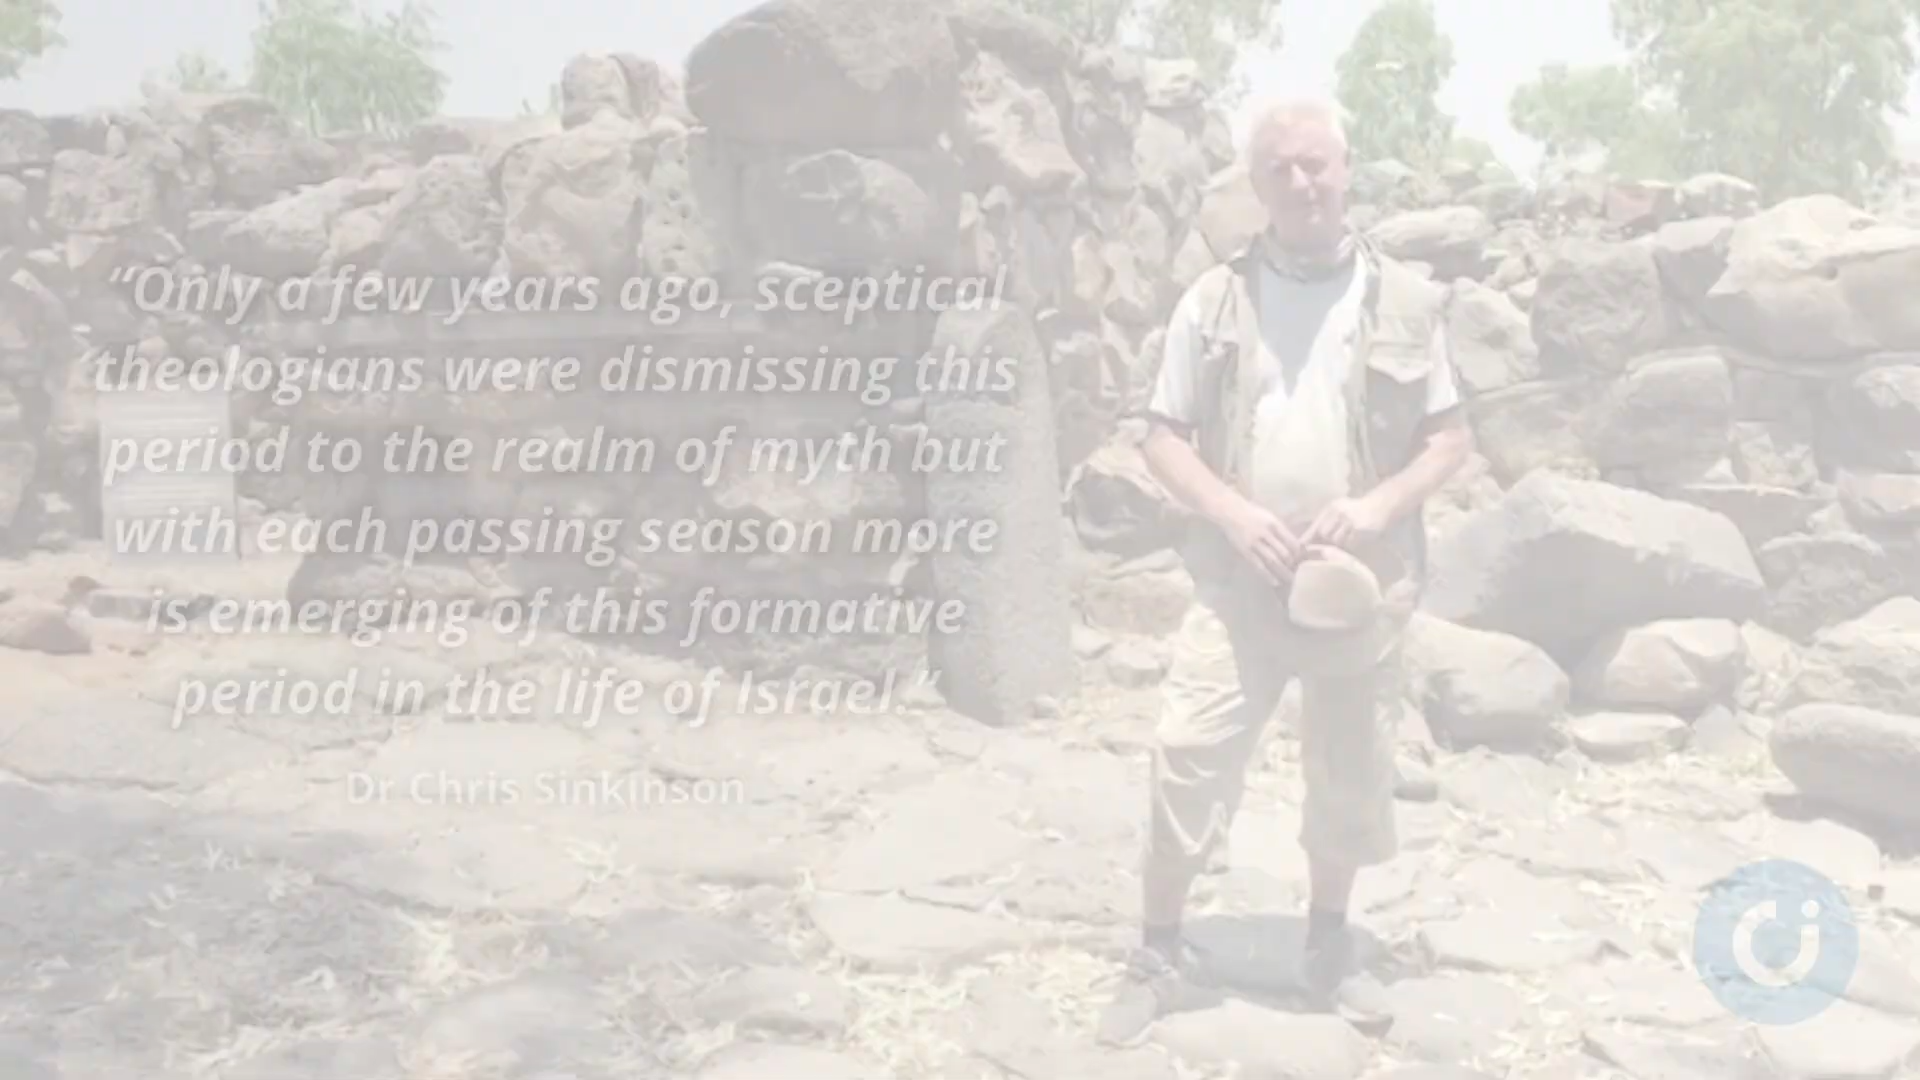 “Only a few years ago, sceptical
theologians were dismissing this
period to the realm of myth but
with each passing season more
is emerging of this formative
period in the life of Israel.”
Dr Chris Sinkinson